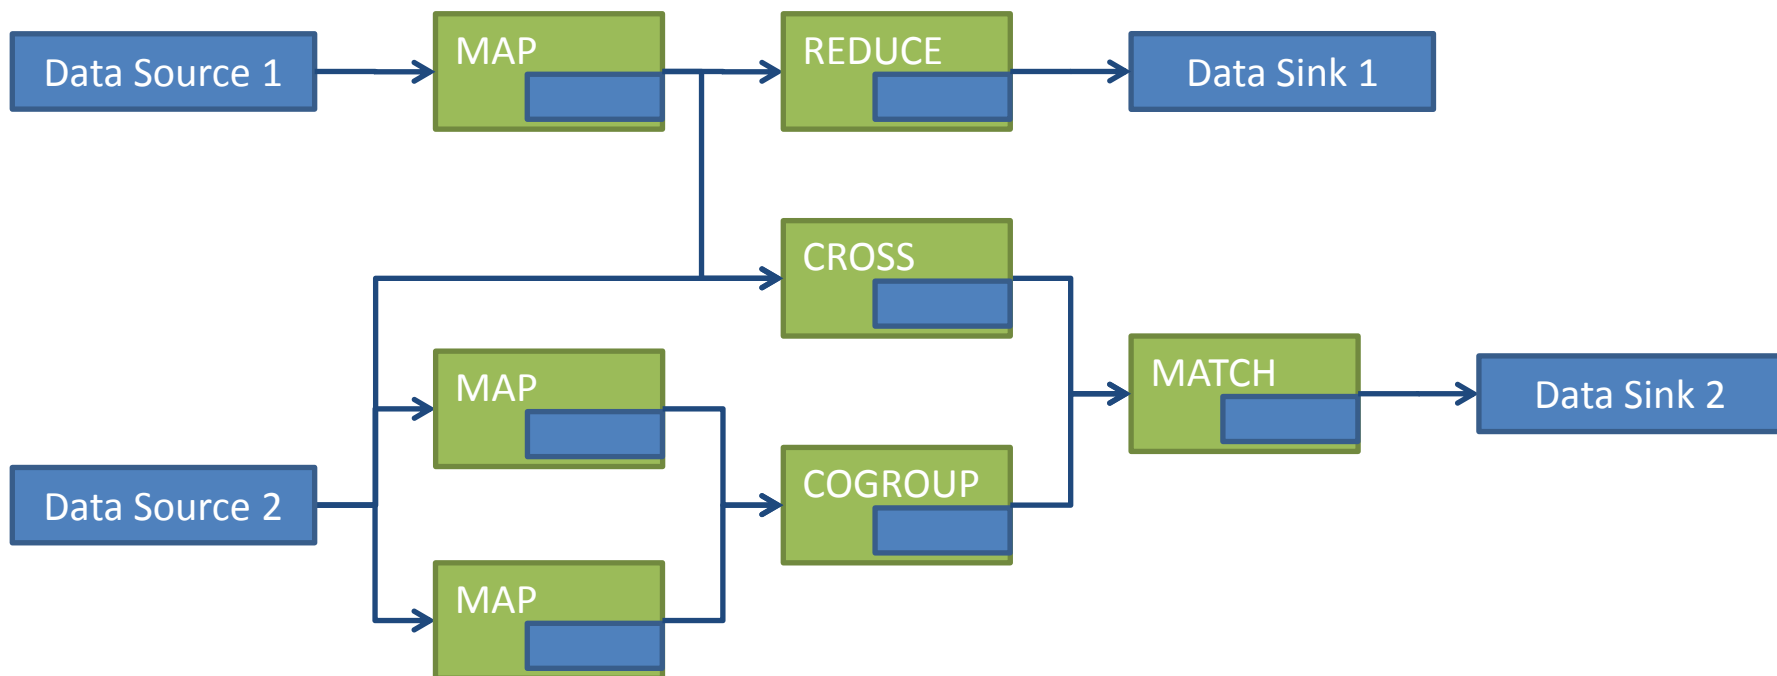 Data Source 1
MAP
REDUCE
Data Sink 1
CROSS
MAP
MATCH
Data Sink 2
Data Source 2
COGROUP
MAP